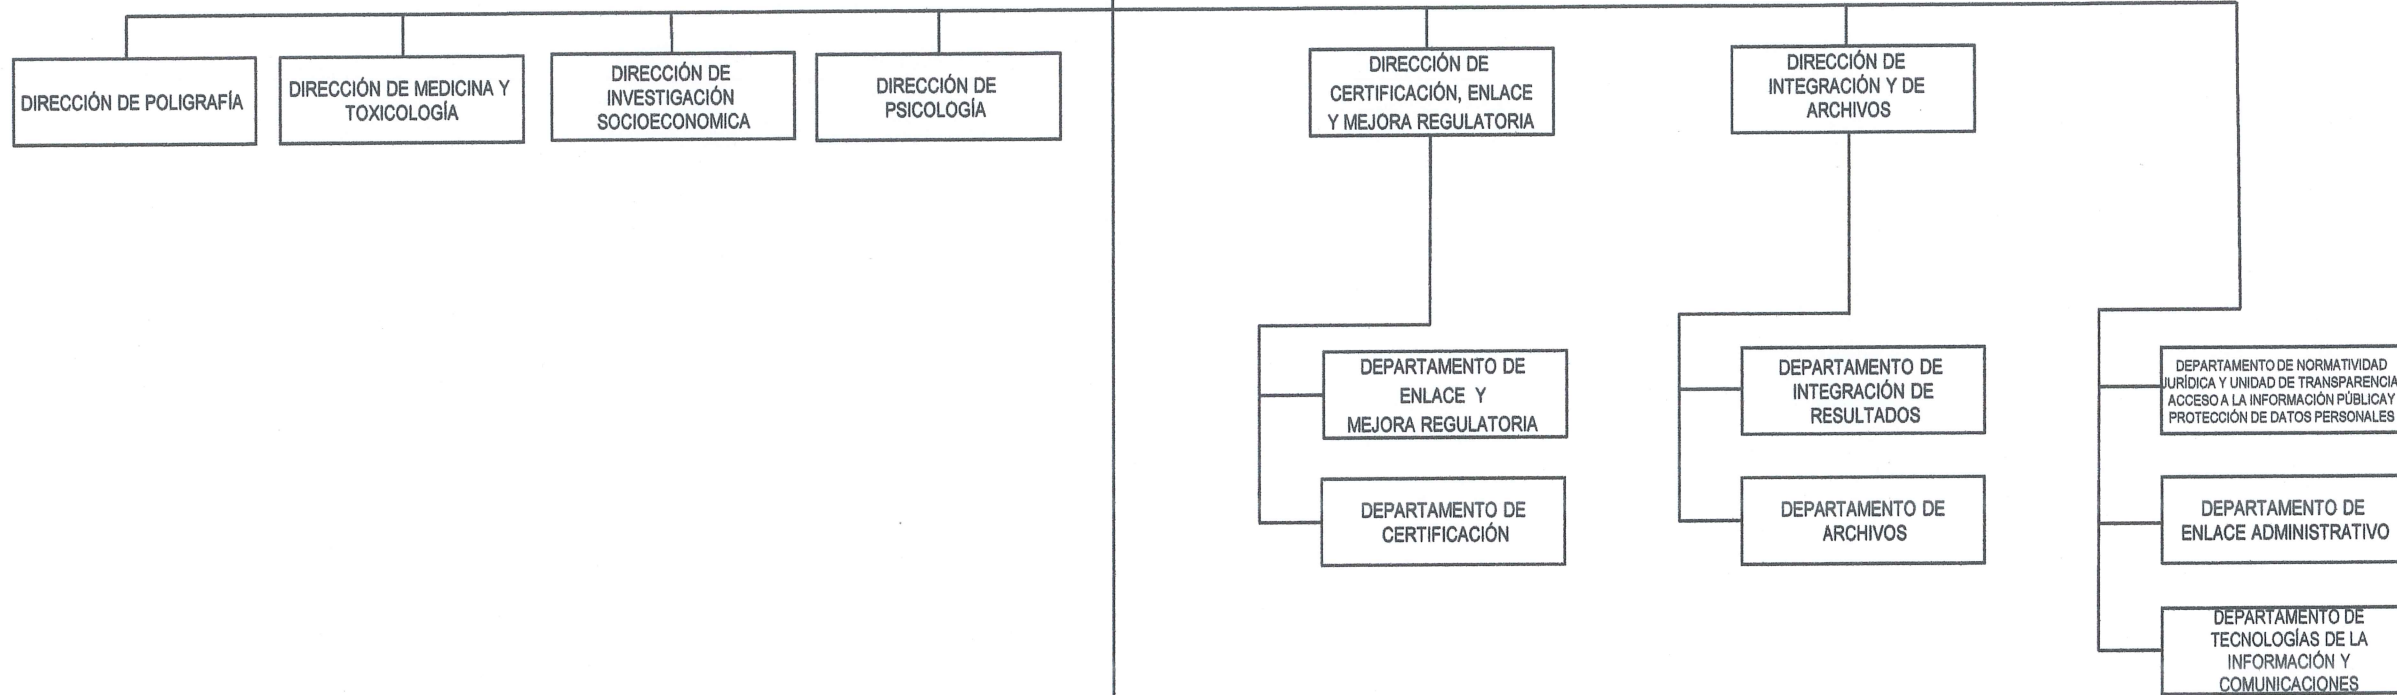 DIRECCIÓN DE POLIGRAFÍA
DIRECCIÓN DE MEDICINA Y
TOXICOLOGÍA
DIRECCIÓN DE
INVESTIGACIÓN
SOCIOECONOMICA
DIRECCIÓN DE
PSICOLOGÍA
DIRECCIÓN DE
CERTIFICACIÓN, ENLACE
Y MEJORA REGULATORIA
DIRECCIÓN DE
INTEGRACIÓN Y DE
ARCHIVOS
DEPARTAMENTO DE
ENLACE Y
MEJORA REGULATORIA
DEPARTAMENTO DE
CERTIFICACIÓN
DEPARTAMENTO DE
INTEGRACIÓN DE
RESULTADOS
DEPARTAMENTO DE
ARCHIVOS
DEPARTAMENTO DE NORMATIVIDAD
JURÍDICA Y UNIDAD DE TRANSPARENCIA
ACCESO A LA INFORMACIÓN PÚBLICA Y
PROTECCIÓN DE DATOS PERSONALES
DEPARTAMENTO DE
ENLACE ADMINISTRATIVO
DEPARTAMENTO DE
TECNOLOGÍAS DE LA
INFORMACIÓN Y
COMUNICACIONES